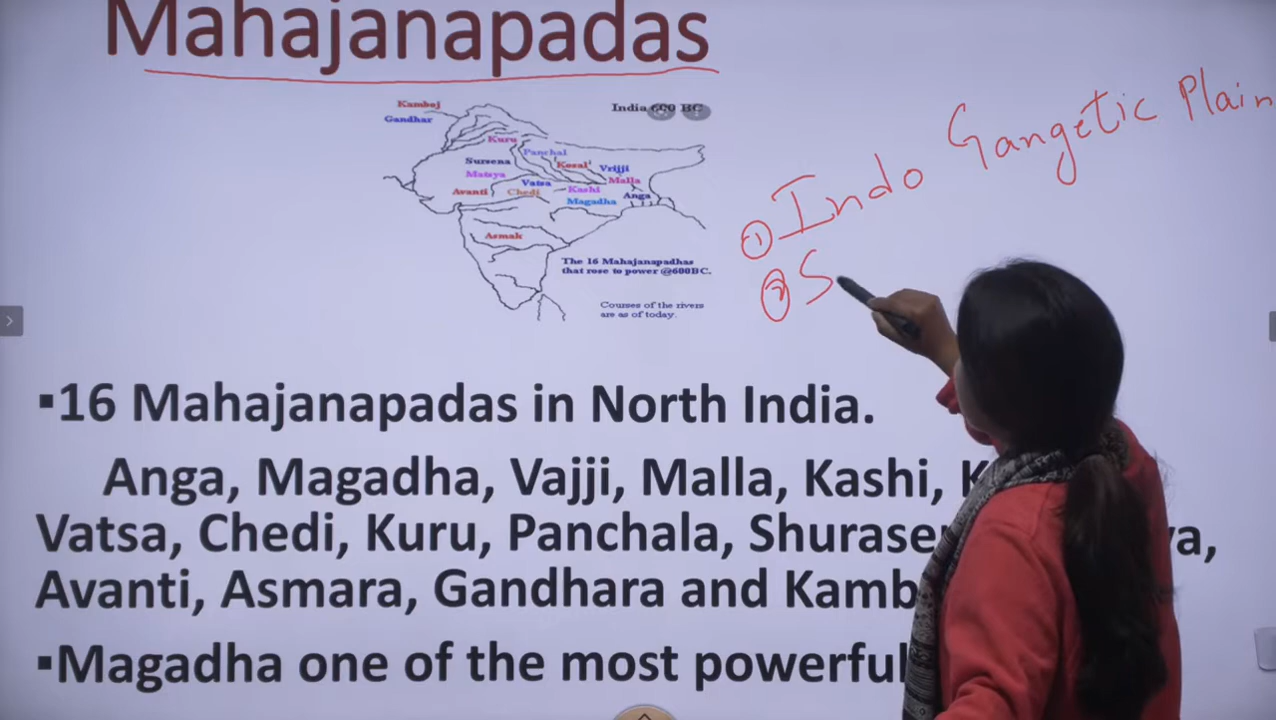 Mahajanapadas
India 600 BC
Kamboj
Gandhar
Kuru
Panchal
Sursena
Kosal
Vrijji
Matsya
Malla
Vatsa
Avanti
Chedi
Kashi
Anga
Magadha
Asmak
The 16 Mahajanapadhas
that rose to power @600BC.
Courses of the rivers
are as of today.
① Indo Gangetic Plain
② S
▪16 Mahajanapadas in North India.
Anga, Magadha, Vajji, Malla, Kashi, K
Vatsa, Chedi, Kuru, Panchala, Shurase ya,
Avanti, Asmara, Gandhara and Kamb
▪Magadha one of the most powerful